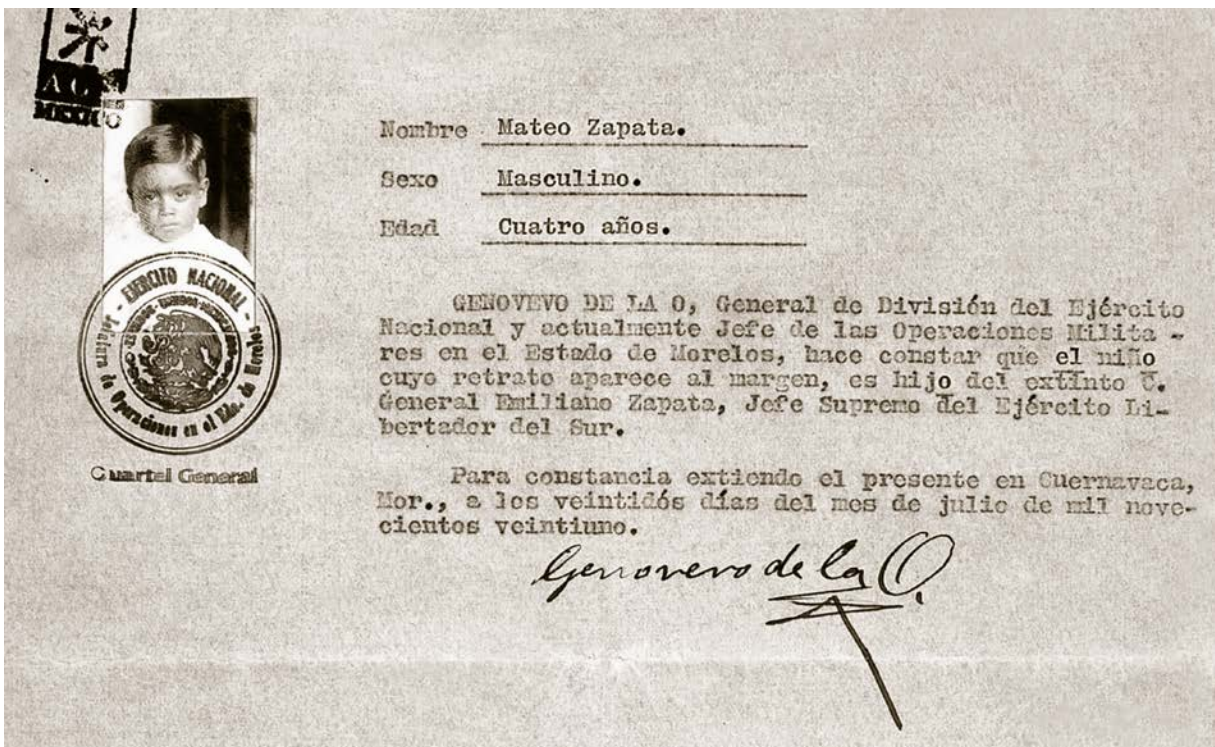 MEXICO
Nombre Mateo Zapata.
Sexo Masculino.
Edad Cuatro años.
GENOVEVO DE LA O, General de División del Ejército
Nacional y actualmente Jefe de las Operaciones Milita -
res en el Estado de Morelos, hace constar que el niño
cuyo retrato aparece al margen, es hijo del extinto C.
General Emiliano Zapata, Jefe Supremo del Ejército Li-
bertador del Sur.
Para constancia extiendo el presente en Cuernavaca,
Mor., a los veintidós días del mes de julio de mil nove-
cientos veintiuno.
- EJERCITO NACIONAL -
Jefatura de Operaciones en el Edo. de Morelos
Cuartel General
Genovevo de la O.